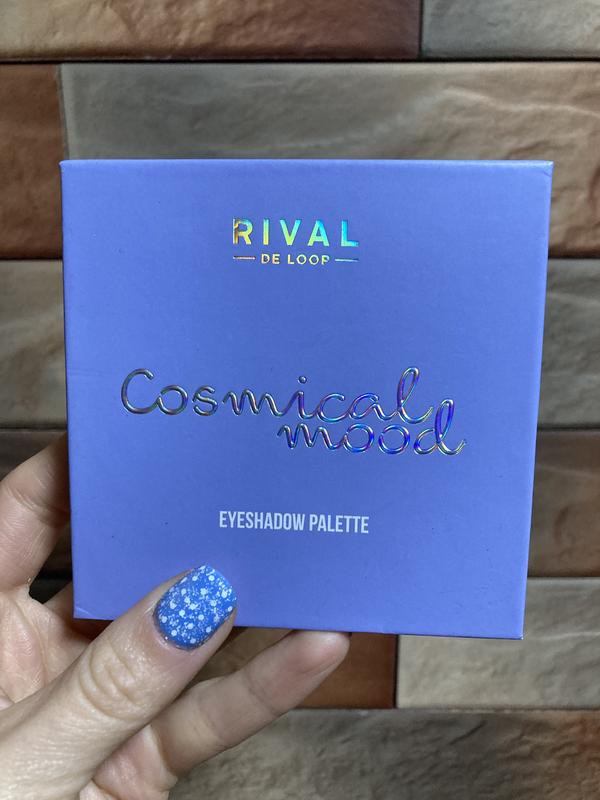 RIVAL
DE LOOP
Cosmical
mood
EYESHADOW PALETTE